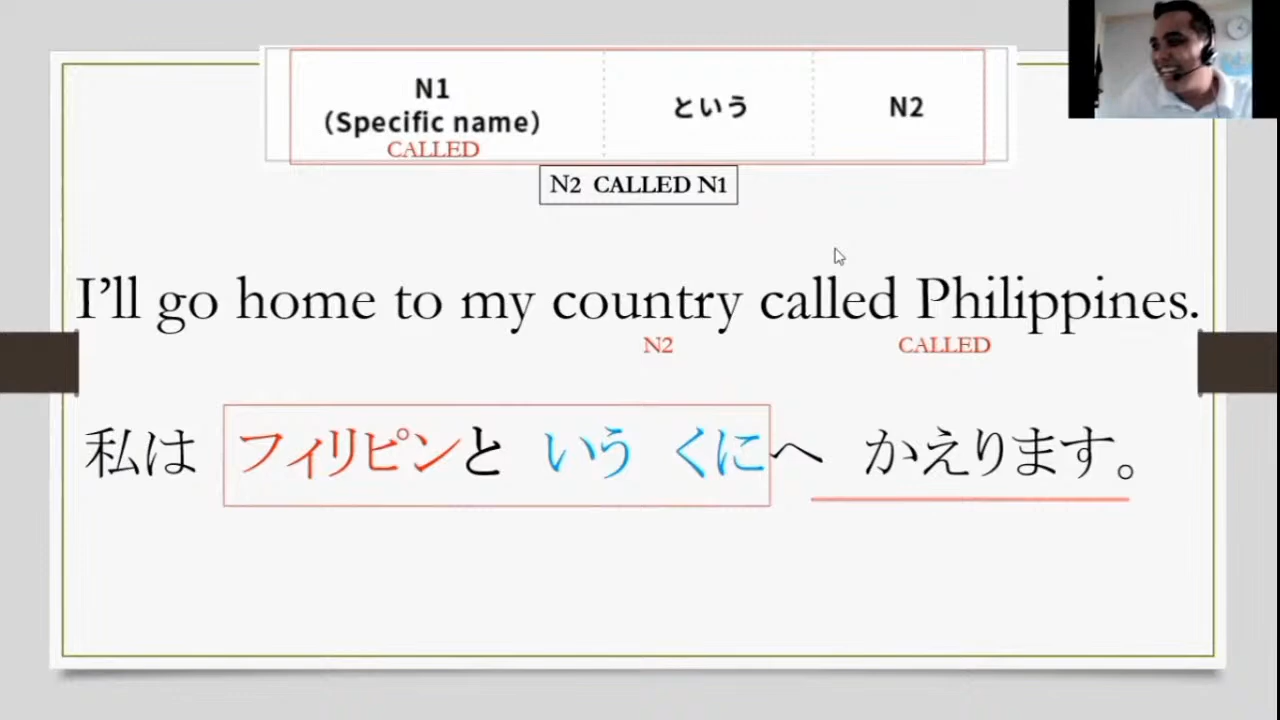 N1 という N2
(Specific name)
CALLED
N2 CALLED N1
I'll go home to my country called Philippines.
N2 CALLED
私は フィリピンと いう くにへ かえります。